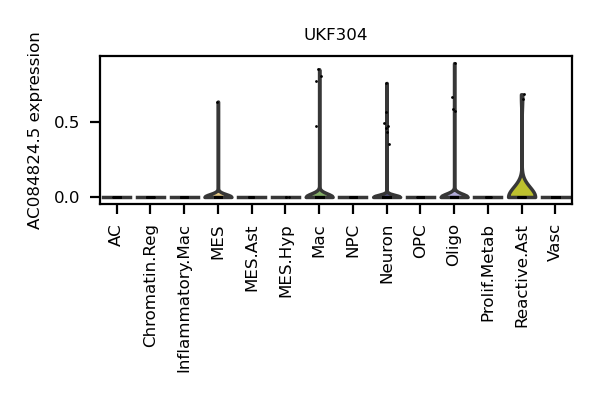 UKF304
AC084824.5 expression
0.5
0.0
AC
Chromatin.Reg
Inflammatory.Mac
MES
MES.Ast
MES.Hyp
Mac
NPC
Neuron
OPC
Oligo
Prolif.Metab
Reactive.Ast
Vasc